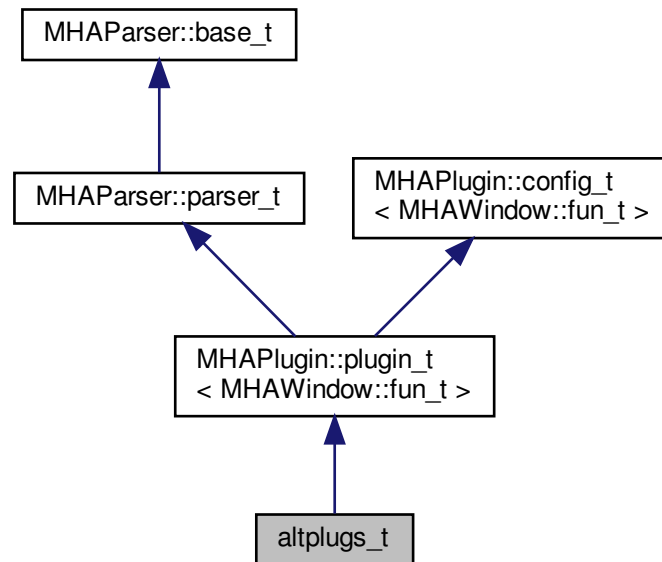 MHAParser::base_t
MHAParser::parser_t
MHAPlugin::config_t
< MHAWindow::fun_t >
MHAPlugin::plugin_t
< MHAWindow::fun_t >
altplugs_t